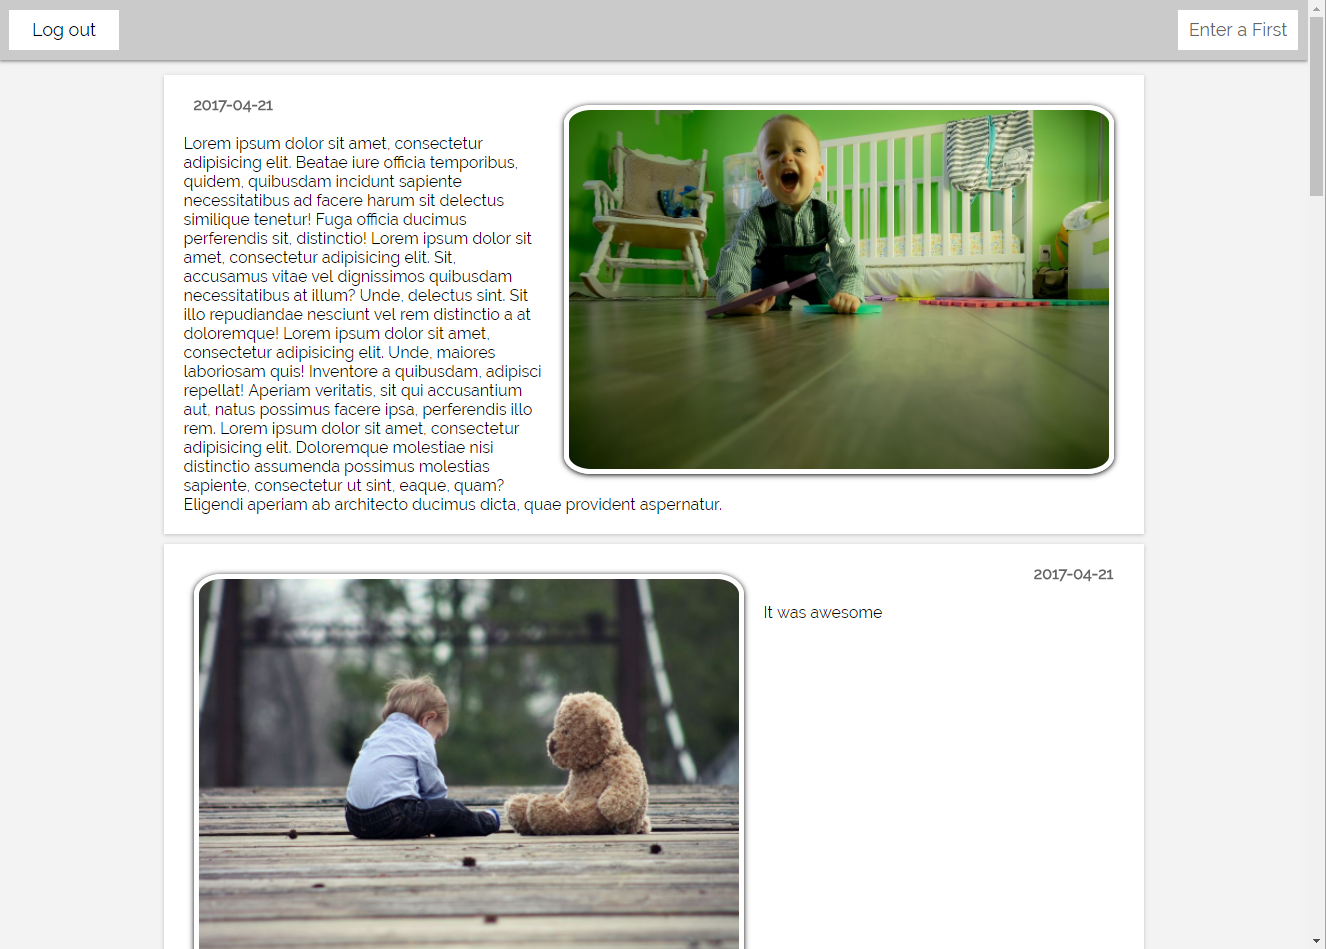 Log out
Enter a First
2017-04-21
Lorem ipsum dolor sit amet, consectetur
adipisicing elit. Beatae iure officia temporibus,
quidem, quibusdam incidunt sapiente
necessitatibus ad facere harum sit delectus
similique tenetur! Fuga officia ducimus
perferendis sit, distinctio! Lorem ipsum dolor sit
amet, consectetur adipisicing elit. Sit,
accusamus vitae vel dignissimos quibusdam
necessitatibus at illum? Unde, delectus sint. Sit
illo repudiandae nesciunt vel rem distinctio a at
doloremque! Lorem ipsum dolor sit amet,
consectetur adipisicing elit. Unde, maiores
laboriosam quis! Inventore a quibusdam, adipisci
repellat! Aperiam veritatis, sit qui accusantium
aut, natus possimus facere ipsa, perferendis illo
rem. Lorem ipsum dolor sit amet, consectetur
adipisicing elit. Doloremque molestiae nisi
distinctio assumenda possimus molestias
sapiente, consectetur ut sint, eaque, quam?
Eligendi aperiam ab architecto ducimus dicta, quae provident aspernatur.
2017-04-21
It was awesome